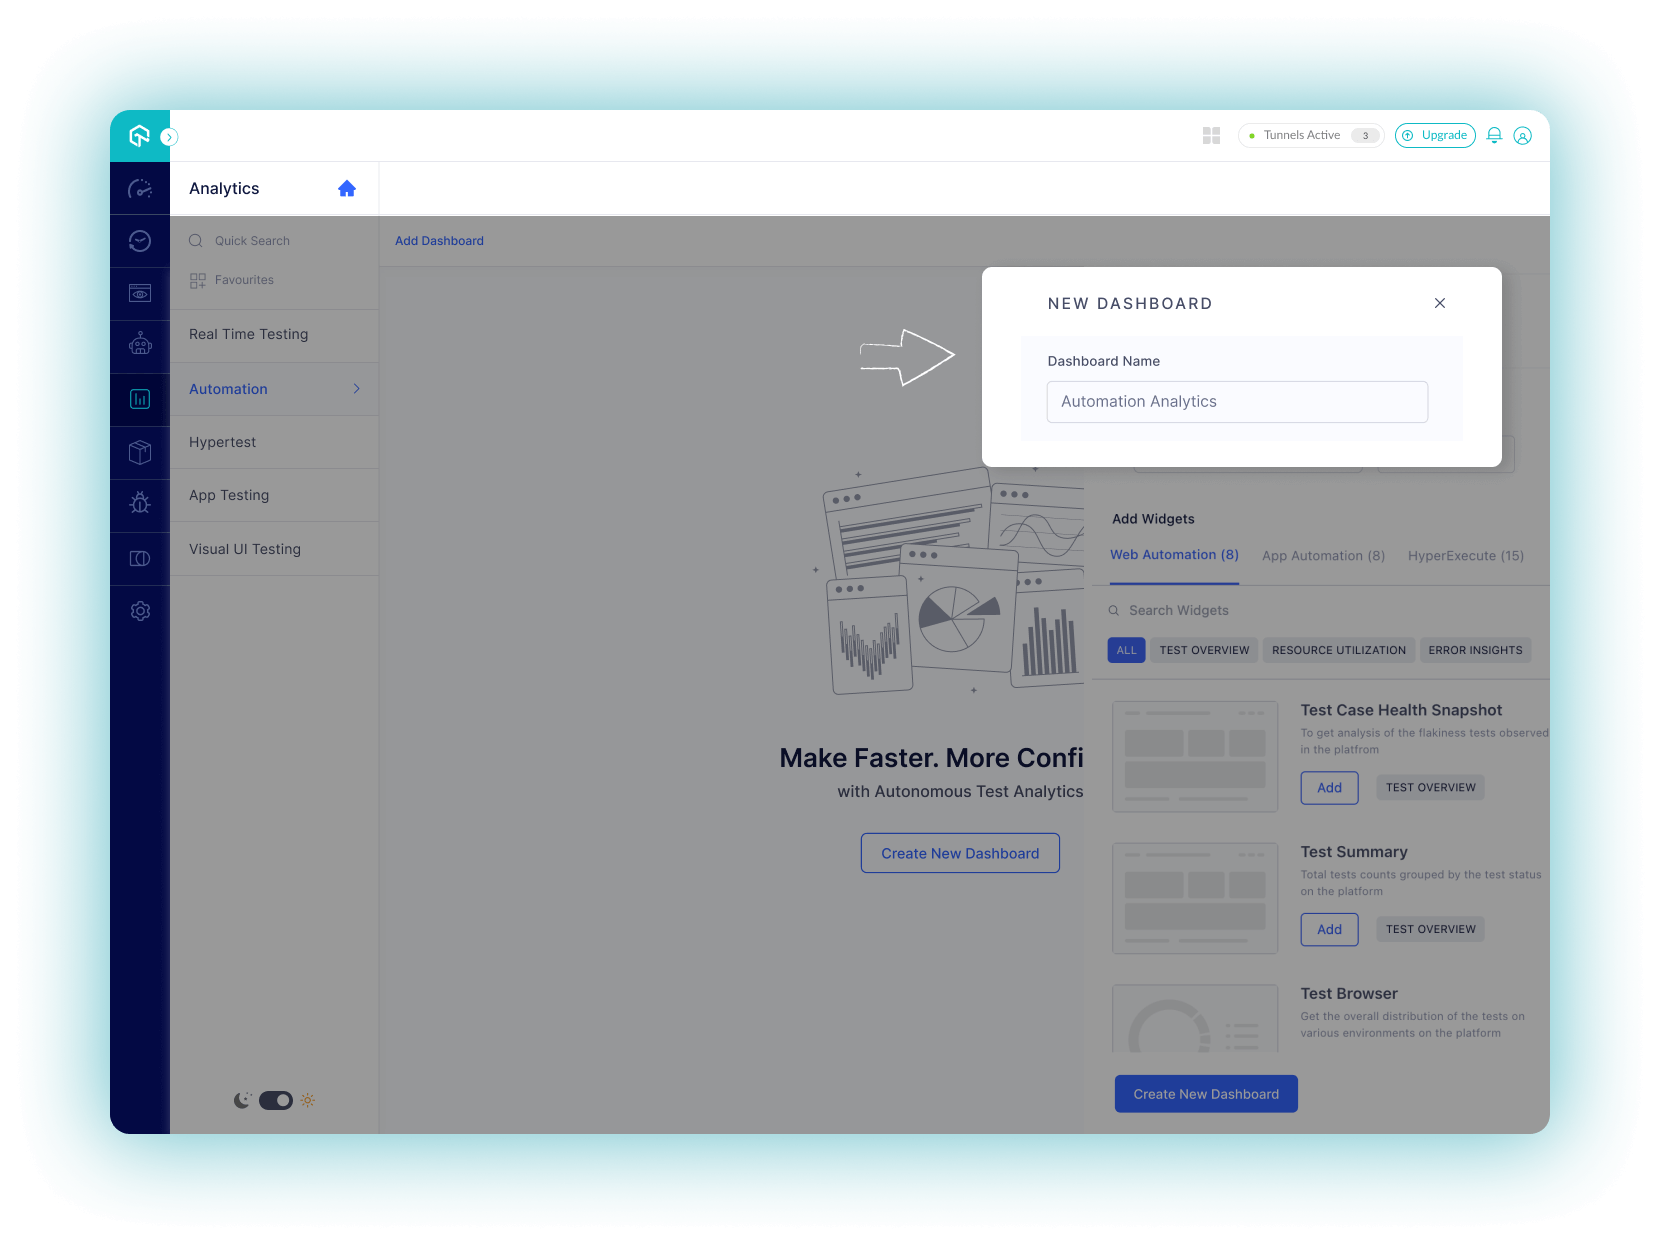 Tunnels Active 3
Upgrade
Analytics
Quick Search
Favourites
Real Time Testing
Automation
Hypertest
App Testing
Visual UI Testing
Add Dashboard
NEW DASHBOARD
Dashboard Name
Automation Analytics
Make Faster. More Confi
with Autonomous Test Analytics
Create New Dashboard
Add Widgets
Web Automation (8) App Automation (8) HyperExecute (15)
Search Widgets
ALL TEST OVERVIEW RESOURCE UTILIZATION ERROR INSIGHTS
Test Case Health Snapshot
To get analysis of the flakiness tests observed
in the platfrom
Add TEST OVERVIEW
Test Summary
Total tests counts grouped by the test status
on the platform
Add TEST OVERVIEW
Test Browser
Get the overall distribution of the tests on
various environments on the platform
Create New Dashboard